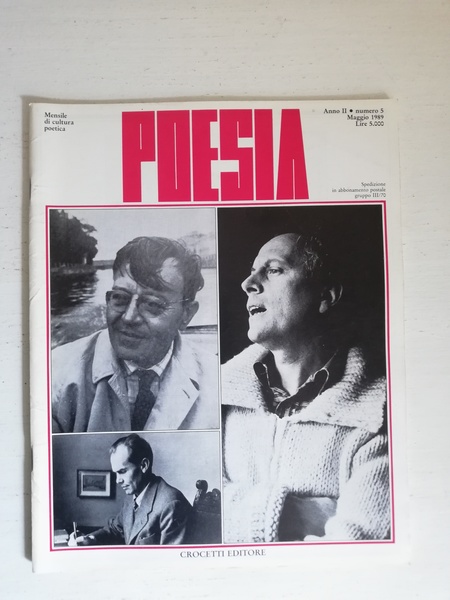 Mensile
di cultura
poetica
POESIA
Anno II • numero 5
Maggio 1989
Lire 5.000
Spedizione
in abbonamento postale
gruppo III/70
CROCETTI EDITORE